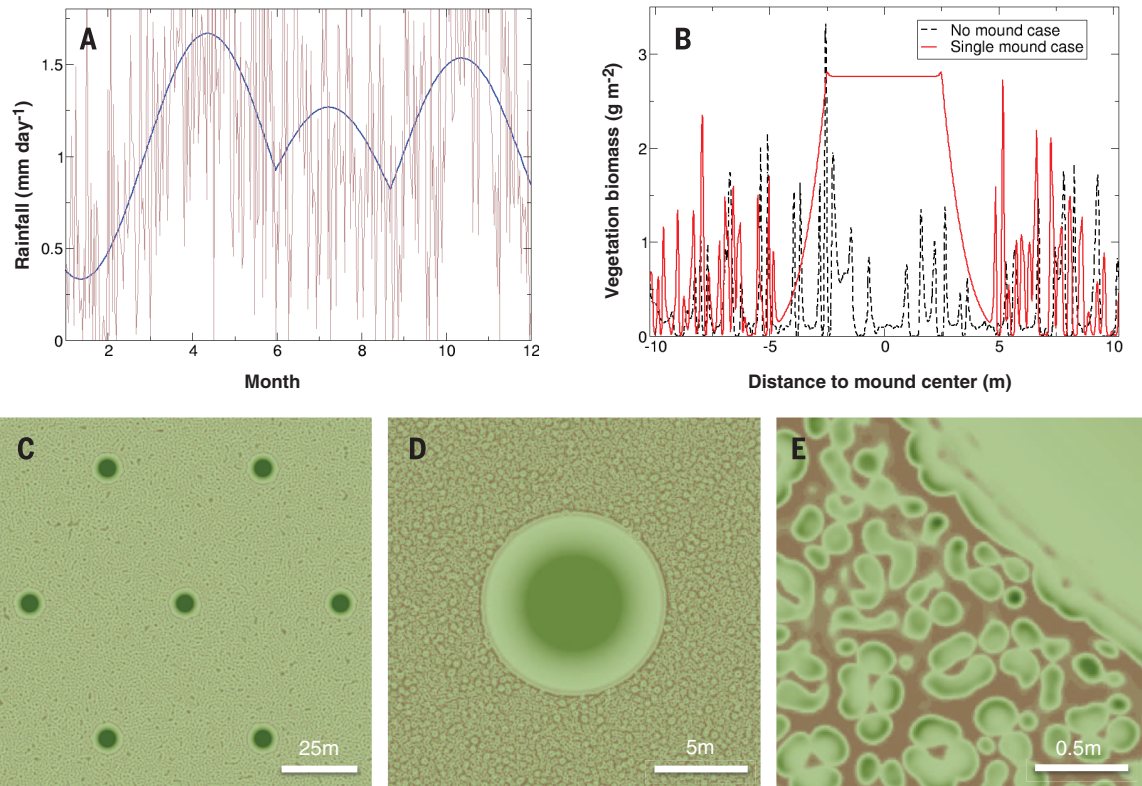 A
Rainfall (mm day-1)
1.5
1
0.5
0
2
4
6
8
10
12
Month
B
No mound case
Single mound case
Vegetation biomass (g m-2)
3
2
1
0
-10
-5
0
5
10
Distance to mound center (m)
C
25m
D
5m
E
0.5m